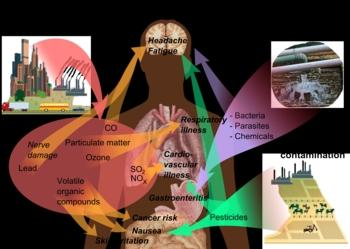 Headache
Fatigue
CO
Particulate matter
Ozone
Nerve
damage
Lead
Volatile
organic
compounds
SO2
NOx
Respiratory
illness
Cardio-
vascular
illness
Gastroenteritis
Cancer risk
Nausea
Skin irritation
- Bacteria
- Parasites
- Chemicals
contamination
Pesticides